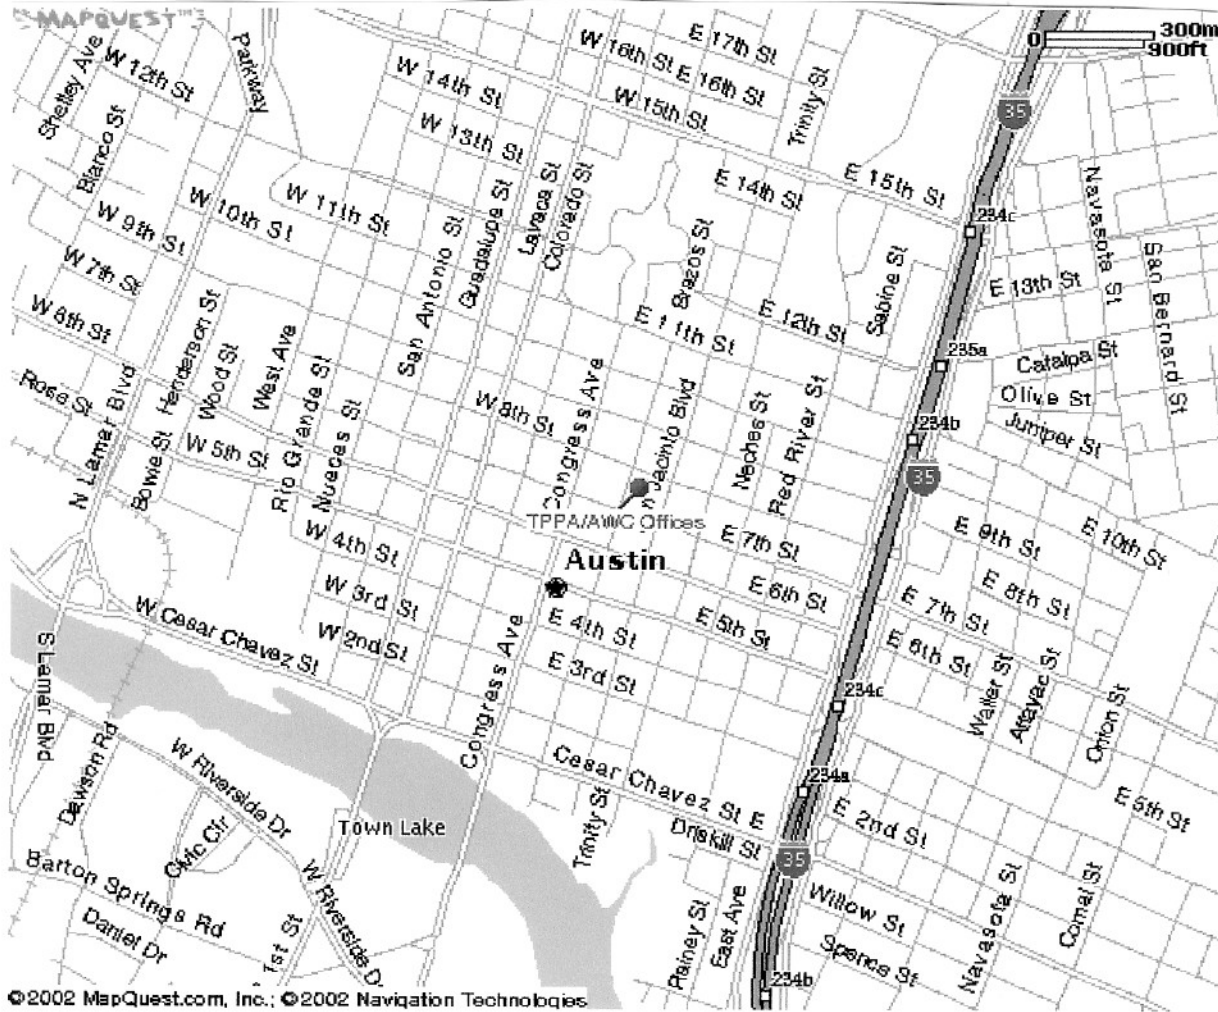 MAPQUEST
0
300m
900ft
Shelley Ave
W 12th St
Parkway
W 16th St
E 17th St
E 16th St
W 14th St
W 15th St
Trinity St
35
Blanco St
W 13th St
W 9th St
W 10th St
W 11th St
San Antonio St
Guadalupe St
Lavaca St
Colorado St
E 14th St
E 15th St
234c
Navasota St
San Bernard St
W 7th St
Brazos St
Sabine St
E 13th St
W 6th St
Henderson St
Wood St
West Ave
E 11th St
E 12th St
235a
Catalpa St
Olive St
Juniper St
Rose St
N Lamar Blvd
Bowie St
W 5th St
Rio Grande St
Nueces St
W 8th St
Congress Ave
n Jacinto Blvd
Neches St
Red River St
234b
35
TPPA/AWC Offices
W 4th St
E 7th St
E 9th St
E 10th St
Austin
W 3rd St
E 6th St
E 8th St
W Cesar Chavez St
W 2nd St
E 4th St
E 5th St
E 7th St
S Lamar Blvd
Congress Ave
E 3rd St
E 6th St
234c
Waller St
Attayac St
Onion St
Dawson Rd
W Riverside Dr
Cesar Chavez St E
234a
E 5th St
Civic Cir
Town Lake
Trinity St
Driskill St
E 2nd St
35
Barton Springs Rd
W Riverside Dr
Willow St
Navasota St
Comal St
Daniel Dr
1st St
Rainey St
East Ave
Spence St
234b
©2002 MapQuest.com, Inc.; ©2002 Navigation Technologies